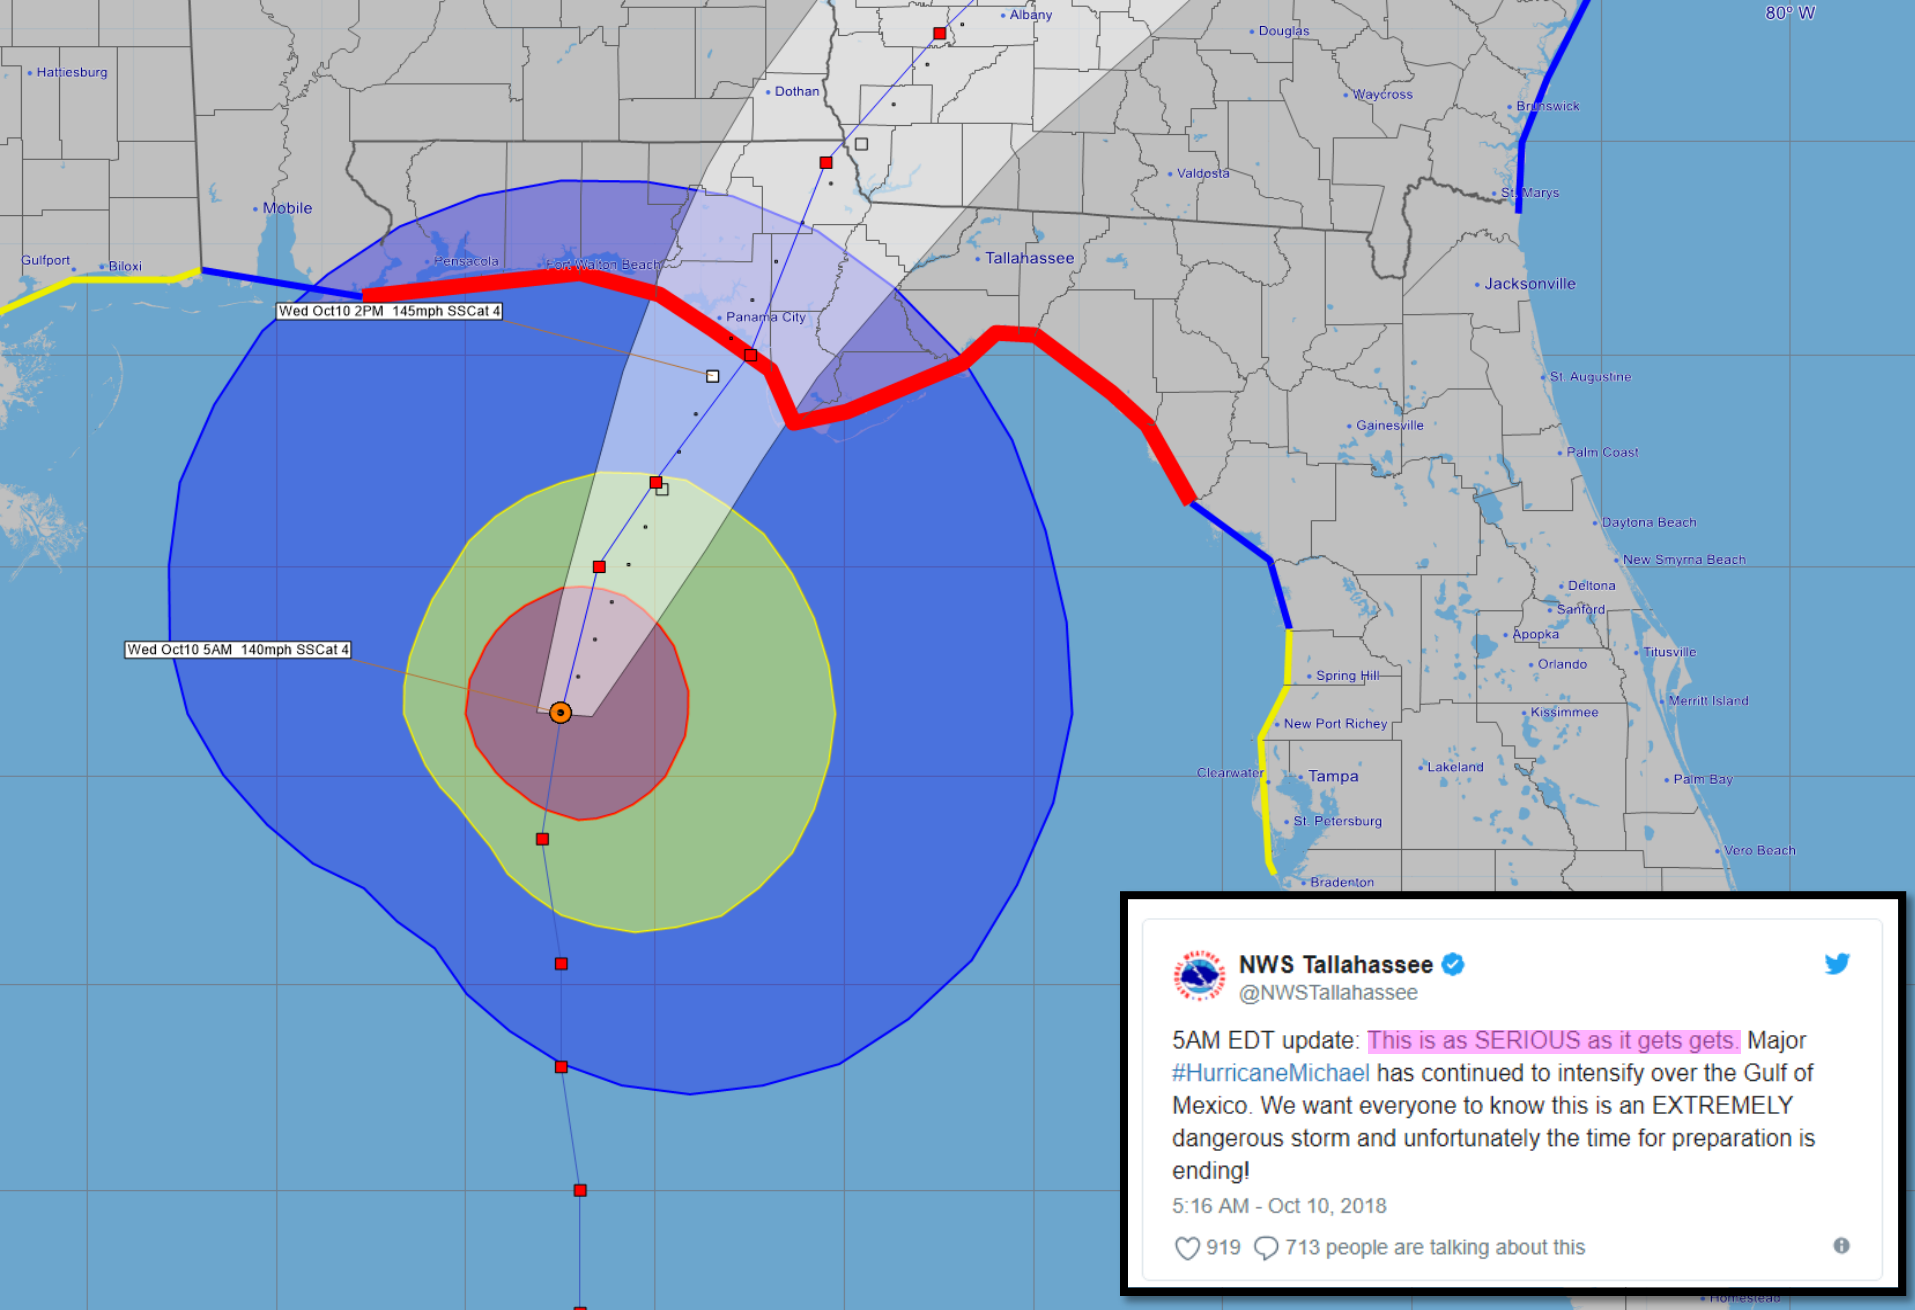 80° W
Albany
Douglas
Hattiesburg
Dothan
Waycross
Brunswick
Valdosta
St. Marys
Mobile
Gulfport
Biloxi
Pensacola
Fort Walton Beach
Tallahassee
Jacksonville
Wed Oct10 2PM 145mph SSCat 4
Panama City
St. Augustine
Gainesville
Palm Coast
Daytona Beach
New Smyrna Beach
Deltona
Sanford
Apopka
Wed Oct10 5AM 140mph SSCat 4
Titusville
Orlando
Spring Hill
Merritt Island
Kissimmee
New Port Richey
Clearwater
Tampa
Lakeland
Palm Bay
St. Petersburg
Vero Beach
Bradenton
NWS Tallahassee
@NWSTallahassee
5AM EDT update: This is as SERIOUS as it gets gets. Major
#HurricaneMichael has continued to intensify over the Gulf of
Mexico. We want everyone to know this is an EXTREMELY
dangerous storm and unfortunately the time for preparation is
ending!
5:16 AM - Oct 10, 2018
919 713 people are talking about this
Homestead